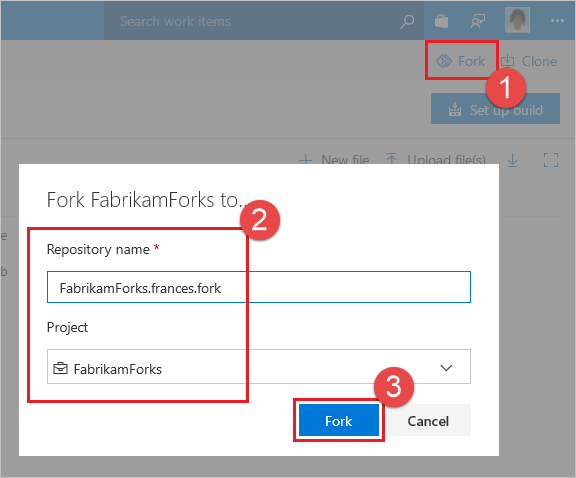 Search work items
Fork
Clone
1
Set up build
New file
Upload file(s)
Fork FabrikamForks to...
2
Repository name *
FabrikamForks.frances.fork
Project
FabrikamForks
3
Fork
Cancel